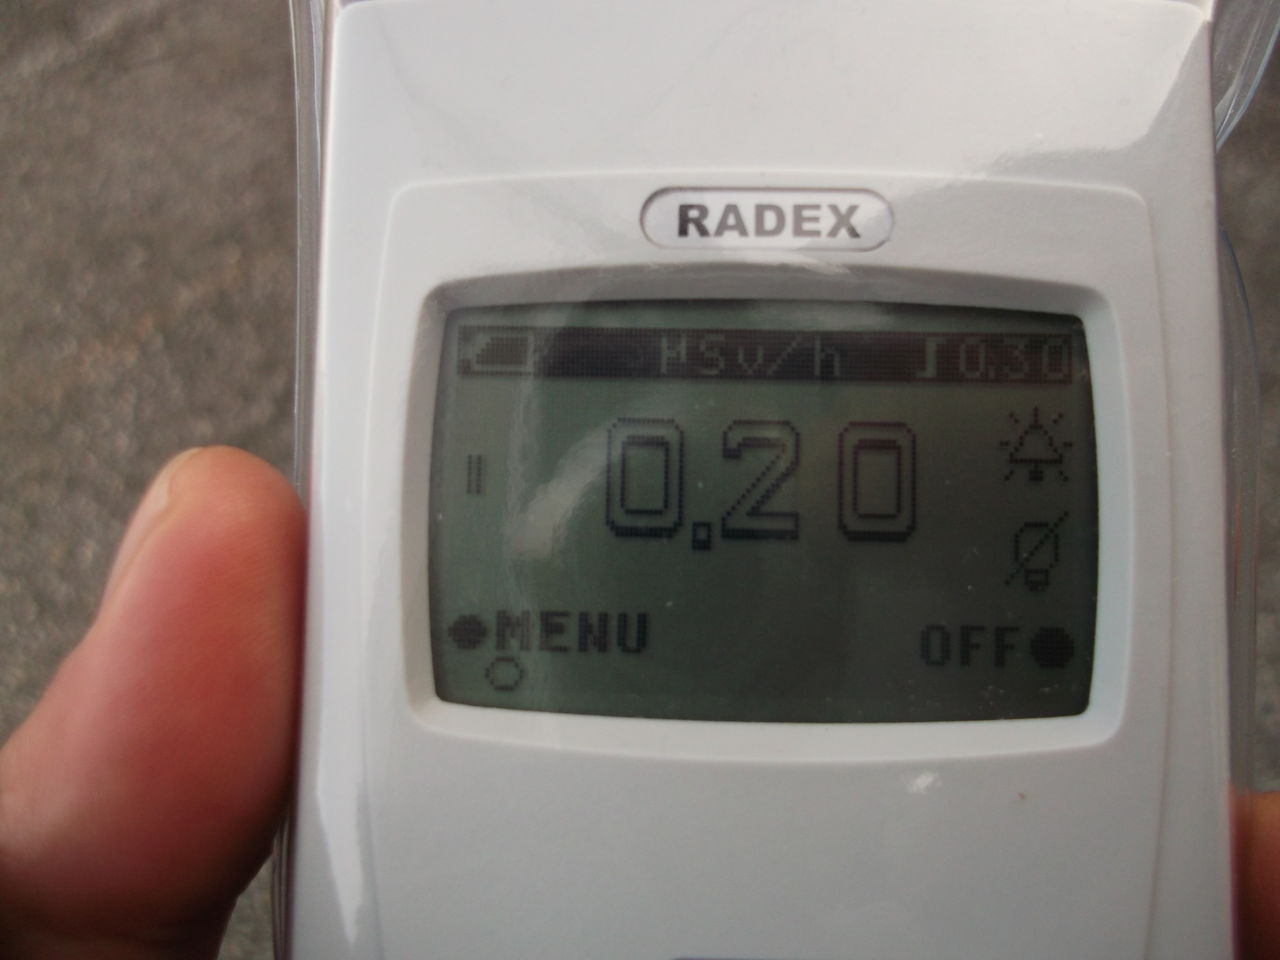 RADEX
µSv/h 0.30
0.20
MENU OFF